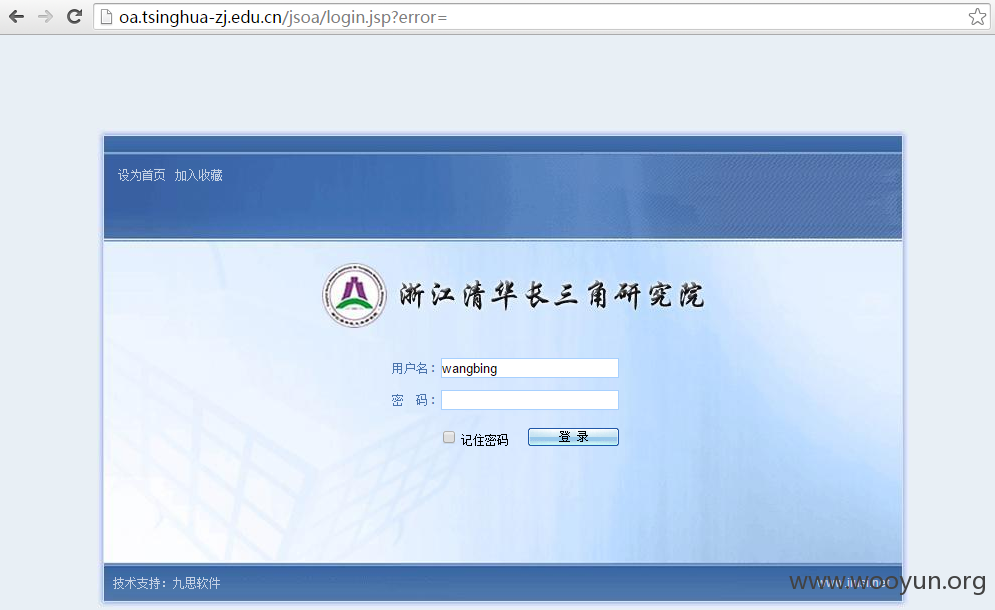 oa.tsinghua-zj.edu.cn/jsoa/login.jsp?error=
设为首页 加入收藏
浙江清华长三角研究院
用户名：wangbing
密 码：
记住密码 登 录
技术支持：九思软件 www.wooyun.org